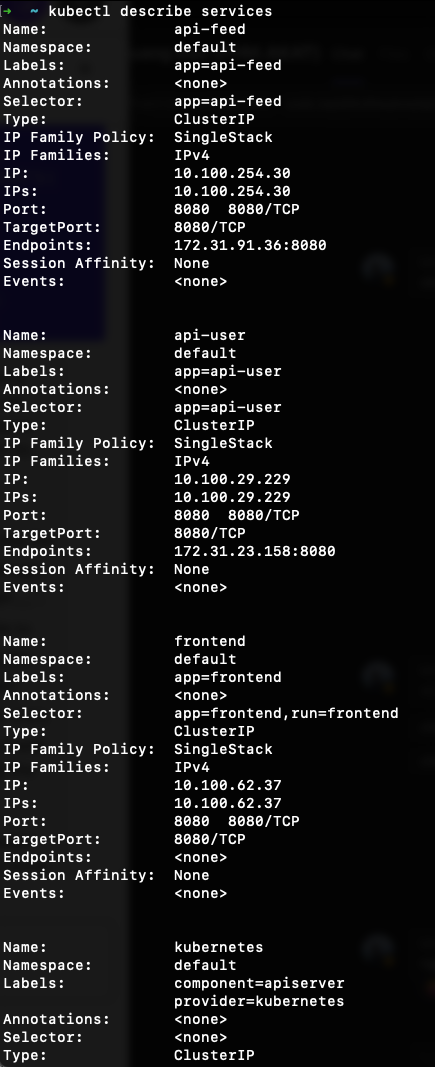 ➜ ~ kubectl describe services
Name: api-feed
Namespace: default
Labels: app=api-feed
Annotations: <none>
Selector: app=api-feed
Type: ClusterIP
IP Family Policy: SingleStack
IP Families: IPv4
IP: 10.100.254.30
IPs: 10.100.254.30
Port: 8080 8080/TCP
TargetPort: 8080/TCP
Endpoints: 172.31.91.36:8080
Session Affinity: None
Events: <none>
Name: api-user
Namespace: default
Labels: app=api-user
Annotations: <none>
Selector: app=api-user
Type: ClusterIP
IP Family Policy: SingleStack
IP Families: IPv4
IP: 10.100.29.229
IPs: 10.100.29.229
Port: 8080 8080/TCP
TargetPort: 8080/TCP
Endpoints: 172.31.23.158:8080
Session Affinity: None
Events: <none>
Name: frontend
Namespace: default
Labels: app=frontend
Annotations: <none>
Selector: app=frontend,run=frontend
Type: ClusterIP
IP Family Policy: SingleStack
IP Families: IPv4
IP: 10.100.62.37
IPs: 10.100.62.37
Port: 8080 8080/TCP
TargetPort: 8080/TCP
Endpoints: <none>
Session Affinity: None
Events: <none>
Name: kubernetes
Namespace: default
Labels: component=apiserver
provider=kubernetes
Annotations: <none>
Selector: <none>
Type: ClusterIP